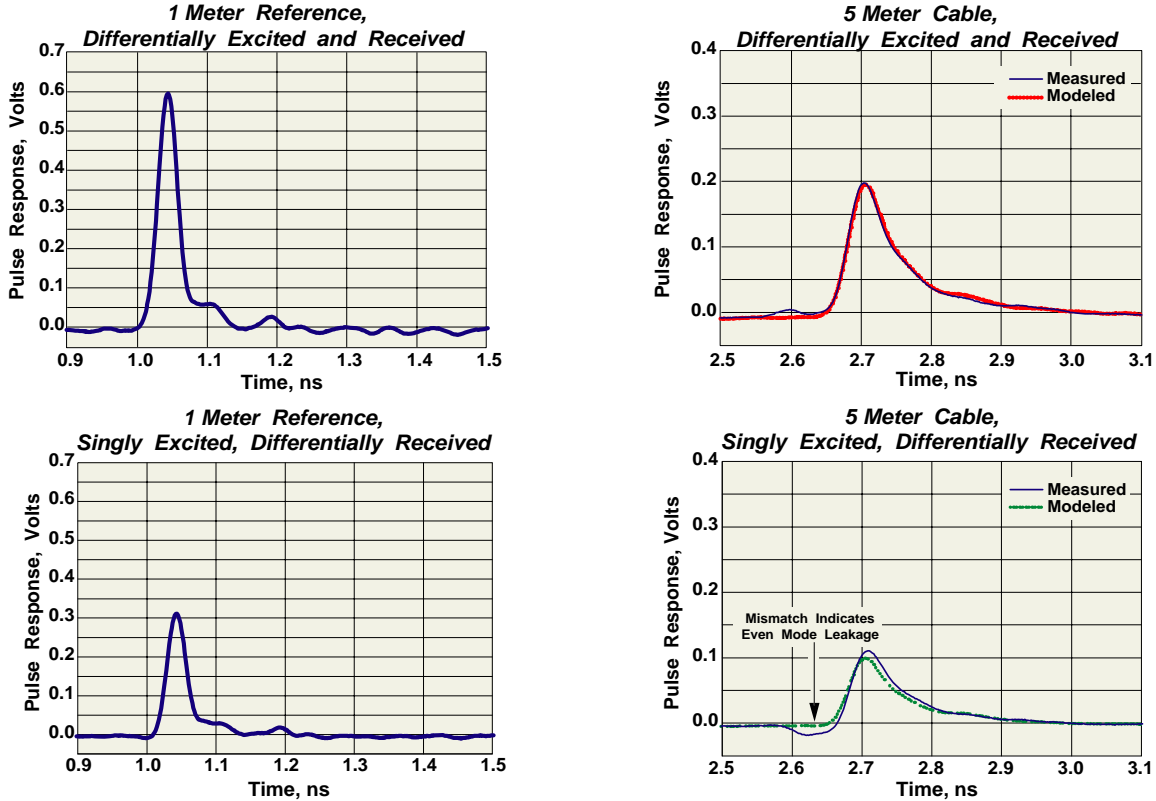 1 Meter Reference,
Differentially Excited and Received
0.7
0.6
0.5
0.4
0.3
0.2
0.1
0.0
Pulse Response, Volts
0.9 1.0 1.1 1.2 1.3 1.4 1.5
Time, ns
5 Meter Cable,
Differentially Excited and Received
0.4
0.3
0.2
0.1
0.0
Pulse Response, Volts
Measured
Modeled
2.5 2.6 2.7 2.8 2.9 3.0 3.1
Time, ns
1 Meter Reference,
Singly Excited, Differentially Received
0.7
0.6
0.5
0.4
0.3
0.2
0.1
0.0
Pulse Response, Volts
0.9 1.0 1.1 1.2 1.3 1.4 1.5
Time, ns
5 Meter Cable,
Singly Excited, Differentially Received
0.4
0.3
0.2
0.1
0.0
Pulse Response, Volts
Measured
Modeled
Mismatch Indicates
Even Mode Leakage
2.5 2.6 2.7 2.8 2.9 3.0 3.1
Time, ns